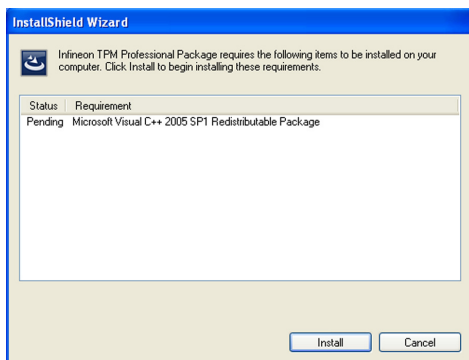 InstallShield Wizard
Infineon TPM Professional Package requires the following items to be installed on your
computer. Click Install to begin installing these requirements.
Status Requirement
Pending Microsoft Visual C++ 2005 SP1 Redistributable Package
Install Cancel